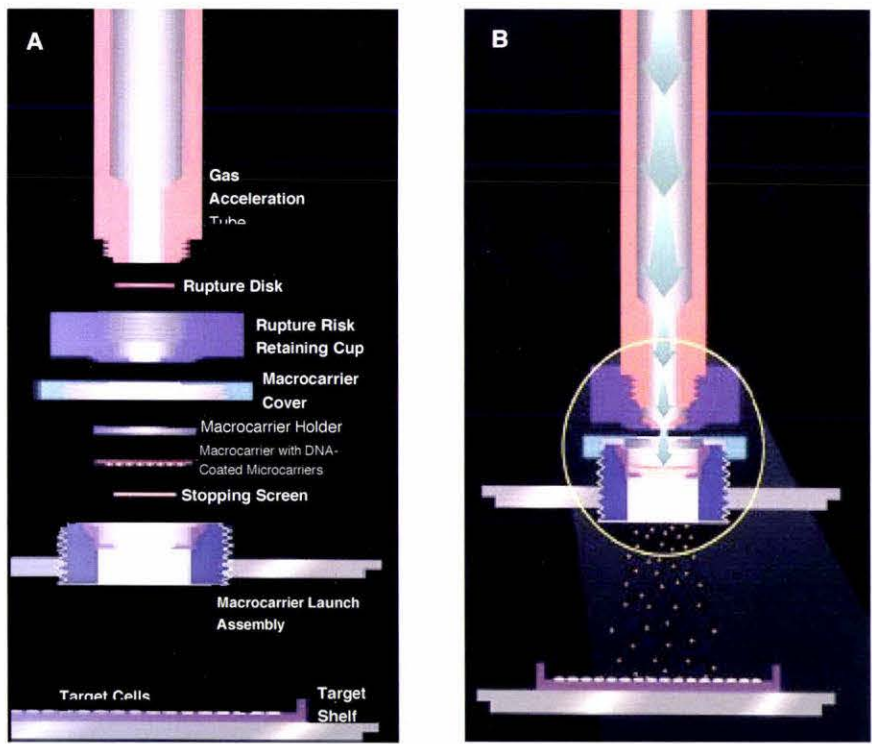 A
B
Gas
Acceleration
Tube
Rupture Disk
Rupture Risk
Retaining Cup
Macrocarrier
Cover
Macrocarrier Holder
Macrocarrier with DNA-
Coated Microcarriers
Stopping Screen
Macrocarrier Launch
Assembly
Target Cells
Target
Shelf